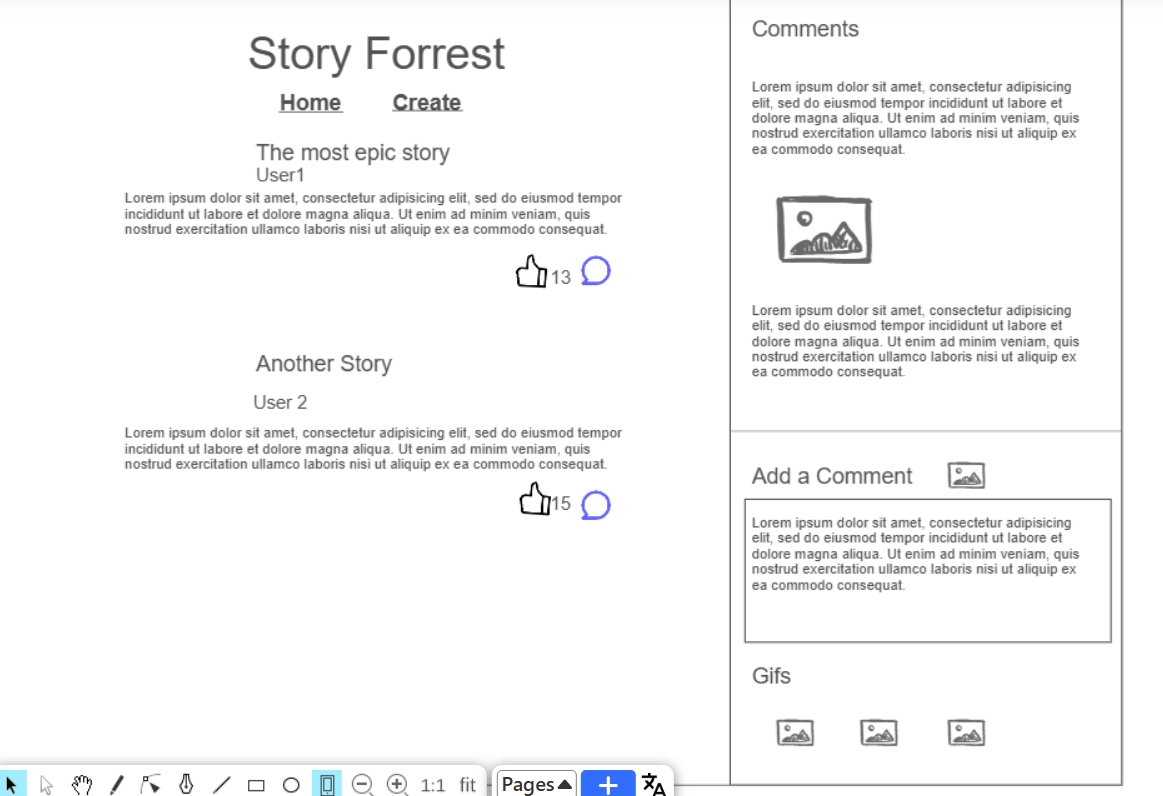 Story Forrest
Home Create
The most epic story
User1
Lorem ipsum dolor sit amet, consectetur adipisicing elit, sed do eiusmod tempor
incididunt ut labore et dolore magna aliqua. Ut enim ad minim veniam, quis
nostrud exercitation ullamco laboris nisi ut aliquip ex ea commodo consequat.
13
Another Story
User 2
Lorem ipsum dolor sit amet, consectetur adipisicing elit, sed do eiusmod tempor
incididunt ut labore et dolore magna aliqua. Ut enim ad minim veniam, quis
nostrud exercitation ullamco laboris nisi ut aliquip ex ea commodo consequat.
15
Comments
Lorem ipsum dolor sit amet, consectetur adipisicing
elit, sed do eiusmod tempor incididunt ut labore et
dolore magna aliqua. Ut enim ad minim veniam, quis
nostrud exercitation ullamco laboris nisi ut aliquip ex
ea commodo consequat.
Lorem ipsum dolor sit amet, consectetur adipisicing
elit, sed do eiusmod tempor incididunt ut labore et
dolore magna aliqua. Ut enim ad minim veniam, quis
nostrud exercitation ullamco laboris nisi ut aliquip ex
ea commodo consequat.
Add a Comment
Lorem ipsum dolor sit amet, consectetur adipisicing
elit, sed do eiusmod tempor incididunt ut labore et
dolore magna aliqua. Ut enim ad minim veniam, quis
nostrud exercitation ullamco laboris nisi ut aliquip ex
ea commodo consequat.
Gifs
1:1 fit Pages